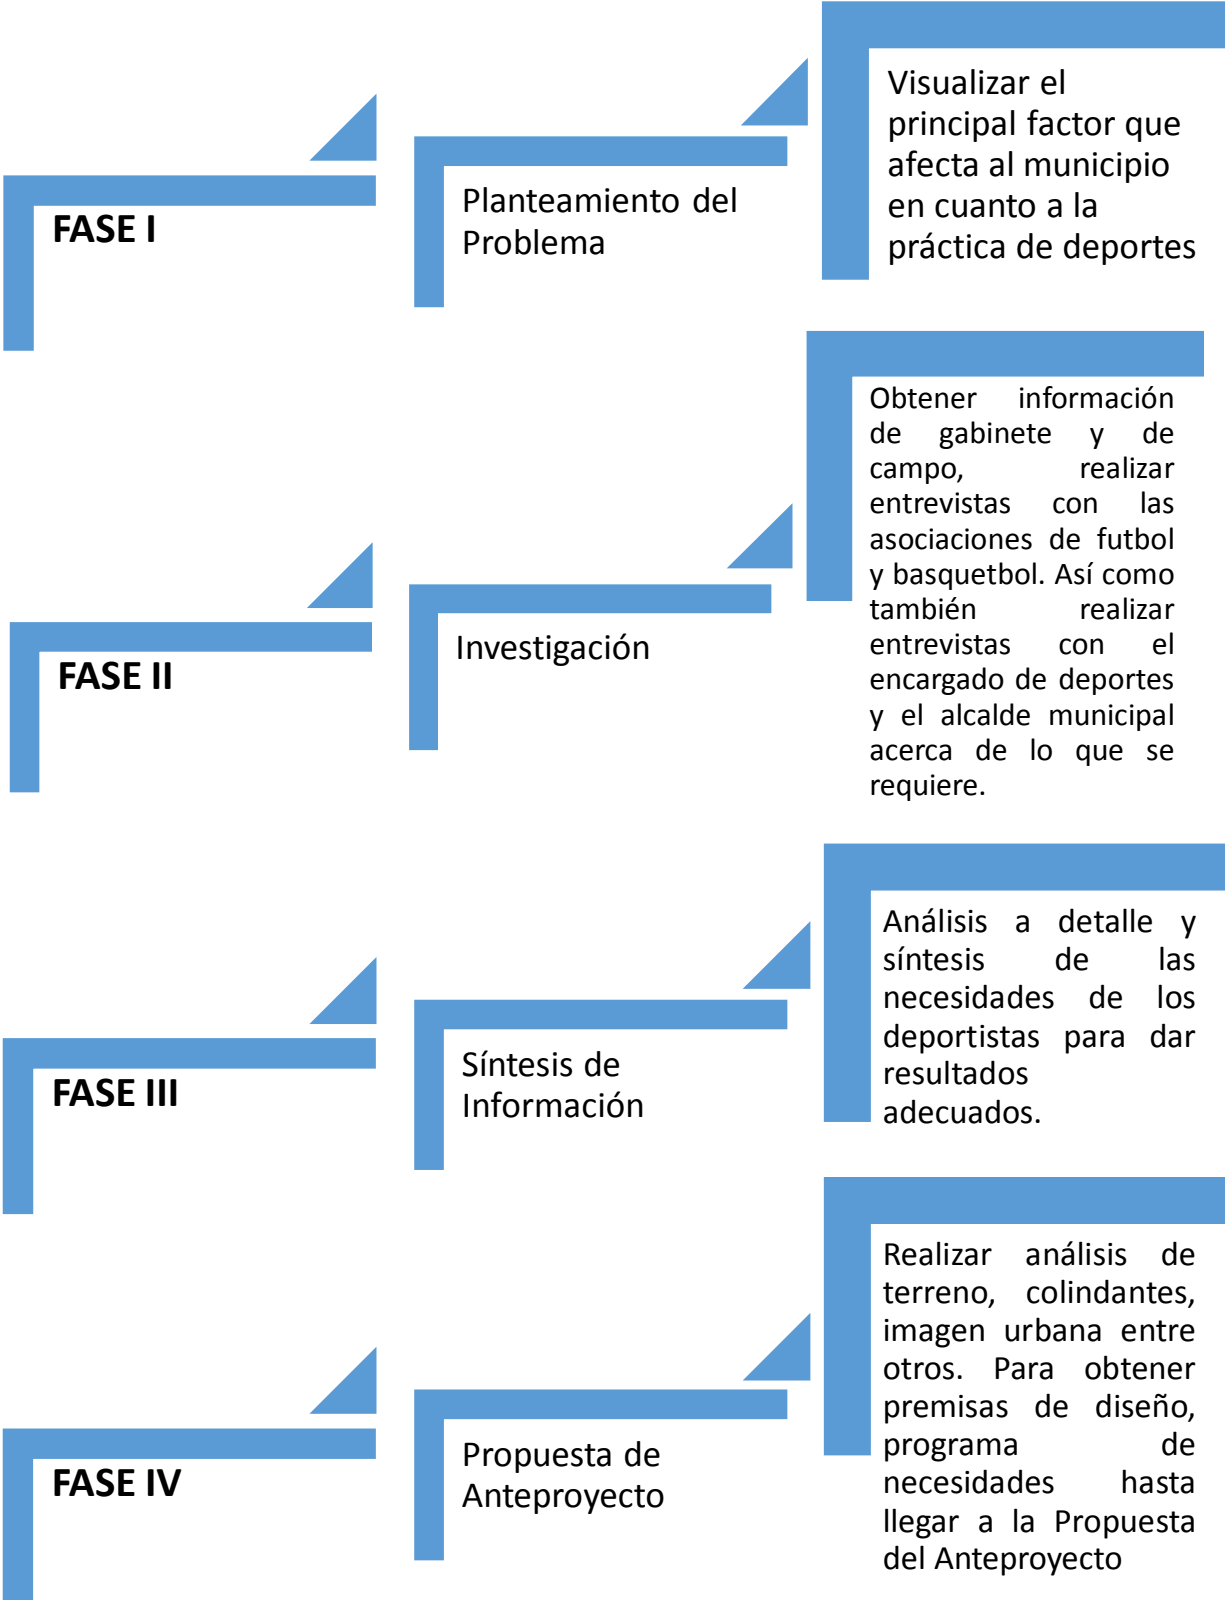 FASE I
Planteamiento del
Problema
Visualizar el
principal factor que
afecta al municipio
en cuanto a la
práctica de deportes
FASE II
Investigación
Obtener información
de gabinete y de
campo, realizar
entrevistas con las
asociaciones de futbol
y basquetbol. Así como
también realizar
entrevistas con el
encargado de deportes
y el alcalde municipal
acerca de lo que se
requiere.
FASE III
Síntesis de
Información
Análisis a detalle y
síntesis de las
necesidades de los
deportistas para dar
resultados
adecuados.
FASE IV
Propuesta de
Anteproyecto
Realizar análisis de
terreno, colindantes,
imagen urbana entre
otros. Para obtener
premisas de diseño,
programa de
necesidades hasta
llegar a la Propuesta
del Anteproyecto